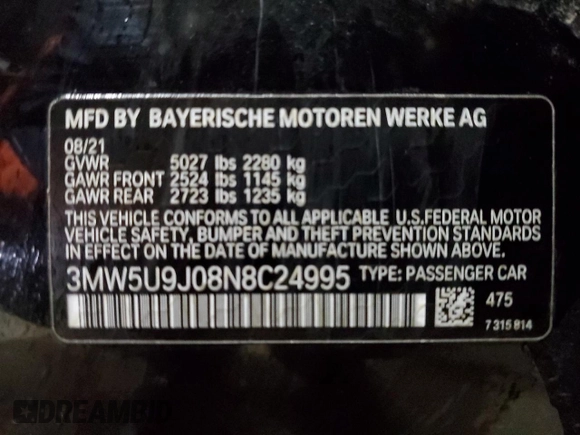 MFD BY BAYERISCHE MOTOREN WERKE AG
08/21
GVWR 5027 lbs 2280 kg
GAWR FRONT 2524 lbs 1145 kg
GAWR REAR 2723 lbs 1235 kg
THIS VEHICLE CONFORMS TO ALL APPLICABLE U.S.FEDERAL MOTOR
VEHICLE SAFETY, BUMPER AND THEFT PREVENTION STANDARDS
IN EFFECT ON THE DATE OF MANUFACTURE SHOWN ABOVE.
3MW5U9J08N8C24995 TYPE: PASSENGER CAR
475
7 315 814
DREAMBID